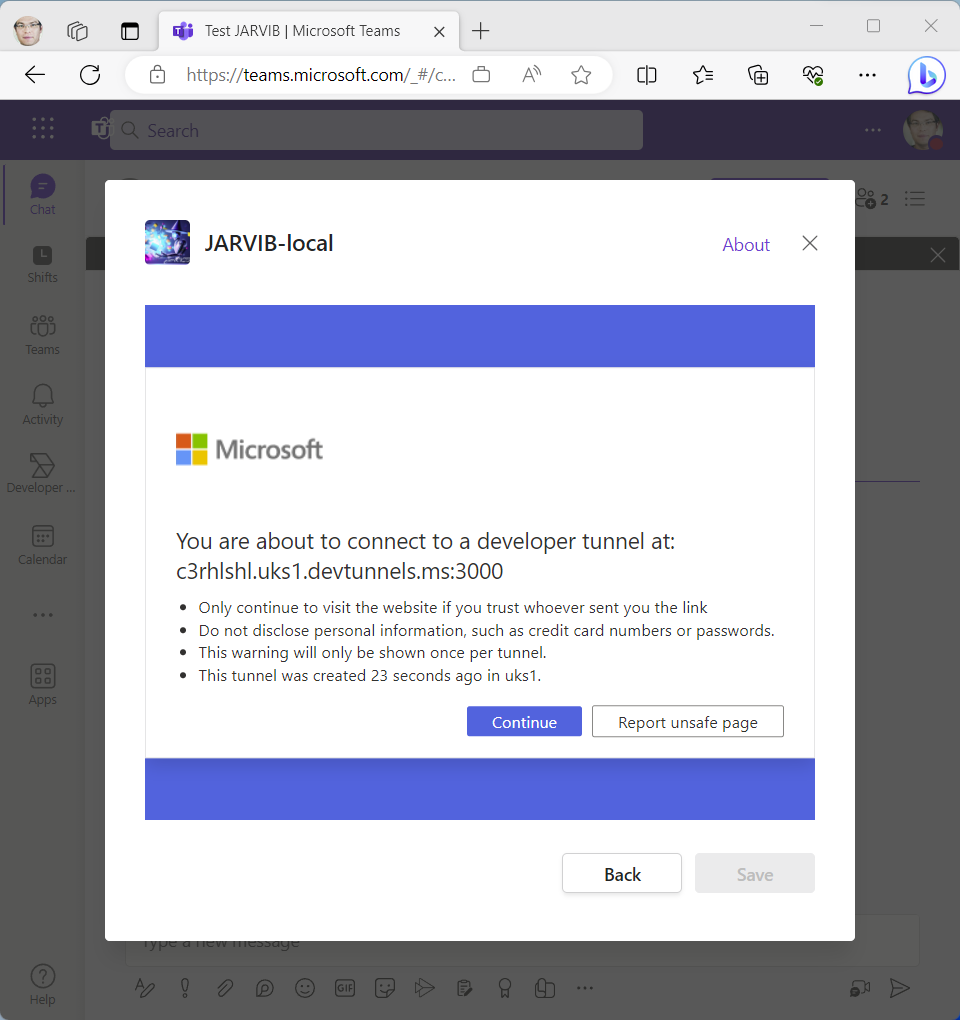 Test JARVIB | Microsoft Teams
https://teams.microsoft.com/_#/c...
Search
Chat
2
JARVIB-local
About
Shifts
Teams
Activity
Developer ...
Calendar
Apps
Help
Microsoft
You are about to connect to a developer tunnel at:
c3rhlshl.uks1.devtunnels.ms:3000
• Only continue to visit the website if you trust whoever sent you the link
• Do not disclose personal information, such as credit card numbers or passwords.
• This warning will only be shown once per tunnel.
• This tunnel was created 23 seconds ago in uks1.
Continue
Report unsafe page
Back
Save
Type a new message
GIF